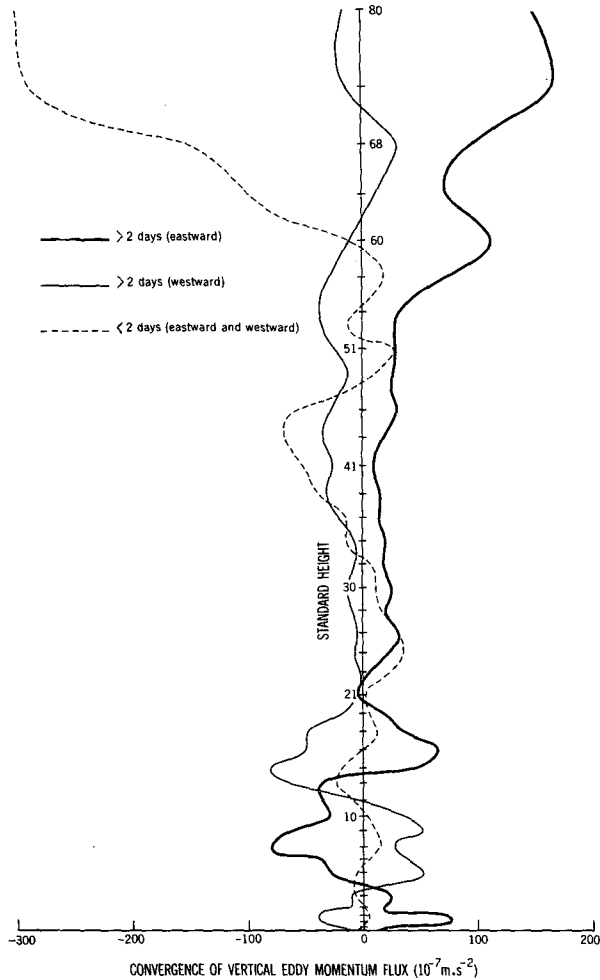 80
68
> 2 days (eastward)
60
> 2 days (westward)
< 2 days (eastward and westward)
51
41
STANDARD HEIGHT
30
21
10
−300 −200 −100 0 100 200
CONVERGENCE OF VERTICAL EDDY MOMENTUM FLUX (10⁻⁷m.s⁻²)